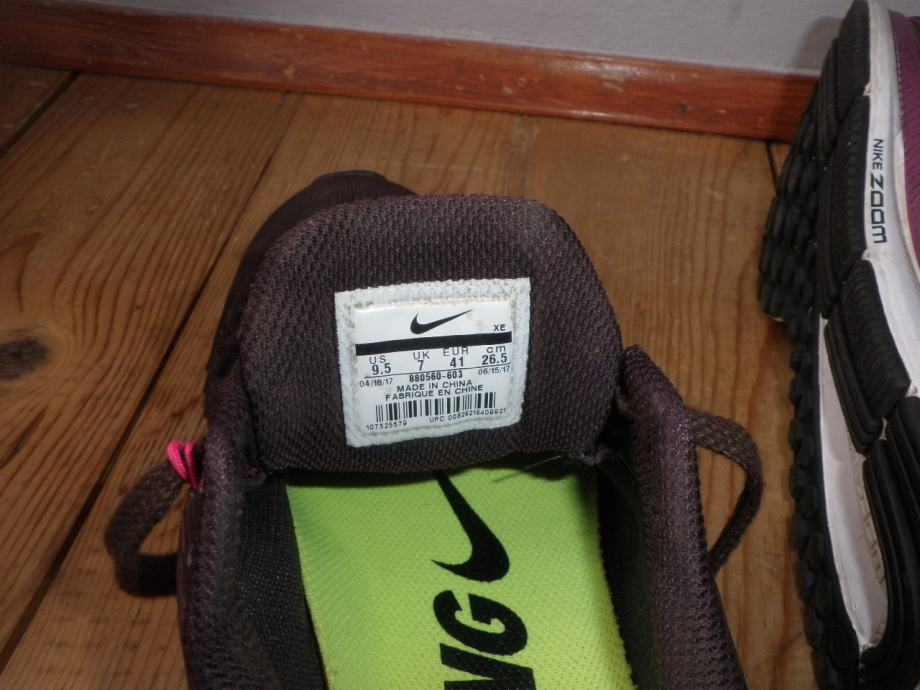 XE
US UK EUR cm
9.5 7 41 26.5
04/18/17 880560-603 06/15/17
MADE IN CHINA
FABRIQUE EN CHINE
107525579 UPC 00826216409921
NIKE ZOOM